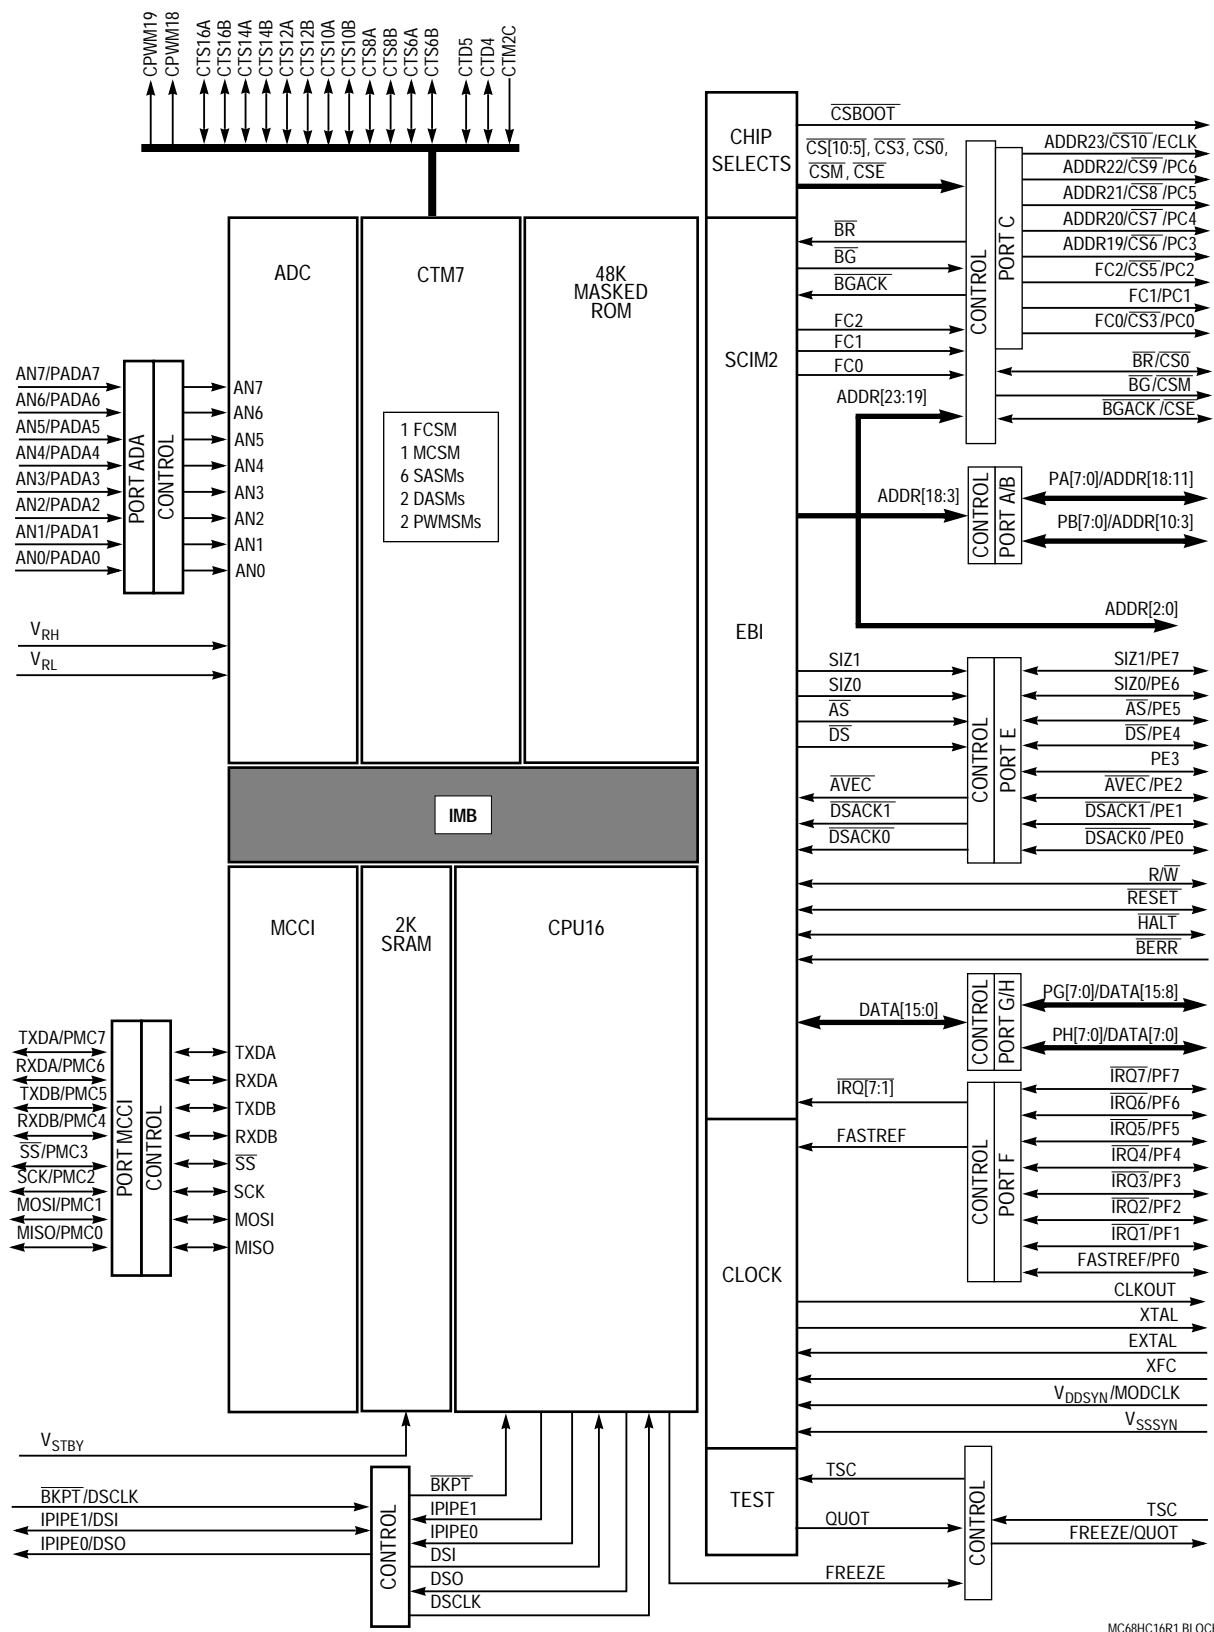 CPWM19
CPWM18
CTS16A
CTS16B
CTS14A
CTS14B
CTS12A
CTS12B
CTS10A
CTS10B
CTS8A
CTS8B
CTS6A
CTS6B
CTD5
CTD4
CTM2C
CHIP
SELECTS
CSBOOT
CS[10:5], CS3, CS0,
CSM, CSE
CONTROL
PORT C
ADDR23/CS10/ECLK
ADDR22/CS9/PC6
ADDR21/CS8/PC5
ADDR20/CS7/PC4
ADDR19/CS6/PC3
FC2/CS5/PC2
FC1/PC1
FC0/CS3/PC0
BR
BG
BGACK
FC2
FC1
FC0
BR/CS0
BG/CSM
BGACK/CSE
ADDR[23:19]
ADC
CTM7
48K
MASKED
ROM
SCIM2
1 FCSM
1 MCSM
6 SASMs
2 DASMs
2 PWMSMs
AN7/PADA7
AN6/PADA6
AN5/PADA5
AN4/PADA4
AN3/PADA3
AN2/PADA2
AN1/PADA1
AN0/PADA0
PORT ADA
CONTROL
AN7
AN6
AN5
AN4
AN3
AN2
AN1
AN0
VRH
VRL
ADDR[18:3]
CONTROL
PORT A/B
PA[7:0]/ADDR[18:11]
PB[7:0]/ADDR[10:3]
ADDR[2:0]
EBI
SIZ1
SIZ0
AS
DS
AVEC
DSACK1
DSACK0
CONTROL
PORT E
SIZ1/PE7
SIZ0/PE6
AS/PE5
DS/PE4
PE3
AVEC/PE2
DSACK1/PE1
DSACK0/PE0
IMB
R/W
RESET
HALT
BERR
MCCI
2K
SRAM
CPU16
DATA[15:0]
CONTROL
PORT G/H
PG[7:0]/DATA[15:8]
PH[7:0]/DATA[7:0]
TXDA/PMC7
RXDA/PMC6
TXDB/PMC5
RXDB/PMC4
SS/PMC3
SCK/PMC2
MOSI/PMC1
MISO/PMC0
PORT MCCI
CONTROL
TXDA
RXDA
TXDB
RXDB
SS
SCK
MOSI
MISO
IRQ[7:1]
FASTREF
CONTROL
PORT F
IRQ7/PF7
IRQ6/PF6
IRQ5/PF5
IRQ4/PF4
IRQ3/PF3
IRQ2/PF2
IRQ1/PF1
FASTREF/PF0
CLOCK
CLKOUT
XTAL
EXTAL
XFC
VDDSYN/MODCLK
VSSSYN
VSTBY
BKPT/DSCLK
IPIPE1/DSI
IPIPE0/DSO
CONTROL
BKPT
IPIPE1
IPIPE0
DSI
DSO
DSCLK
TEST
TSC
QUOT
FREEZE
CONTROL
TSC
FREEZE/QUOT
MC68HC16R1 BLOCK